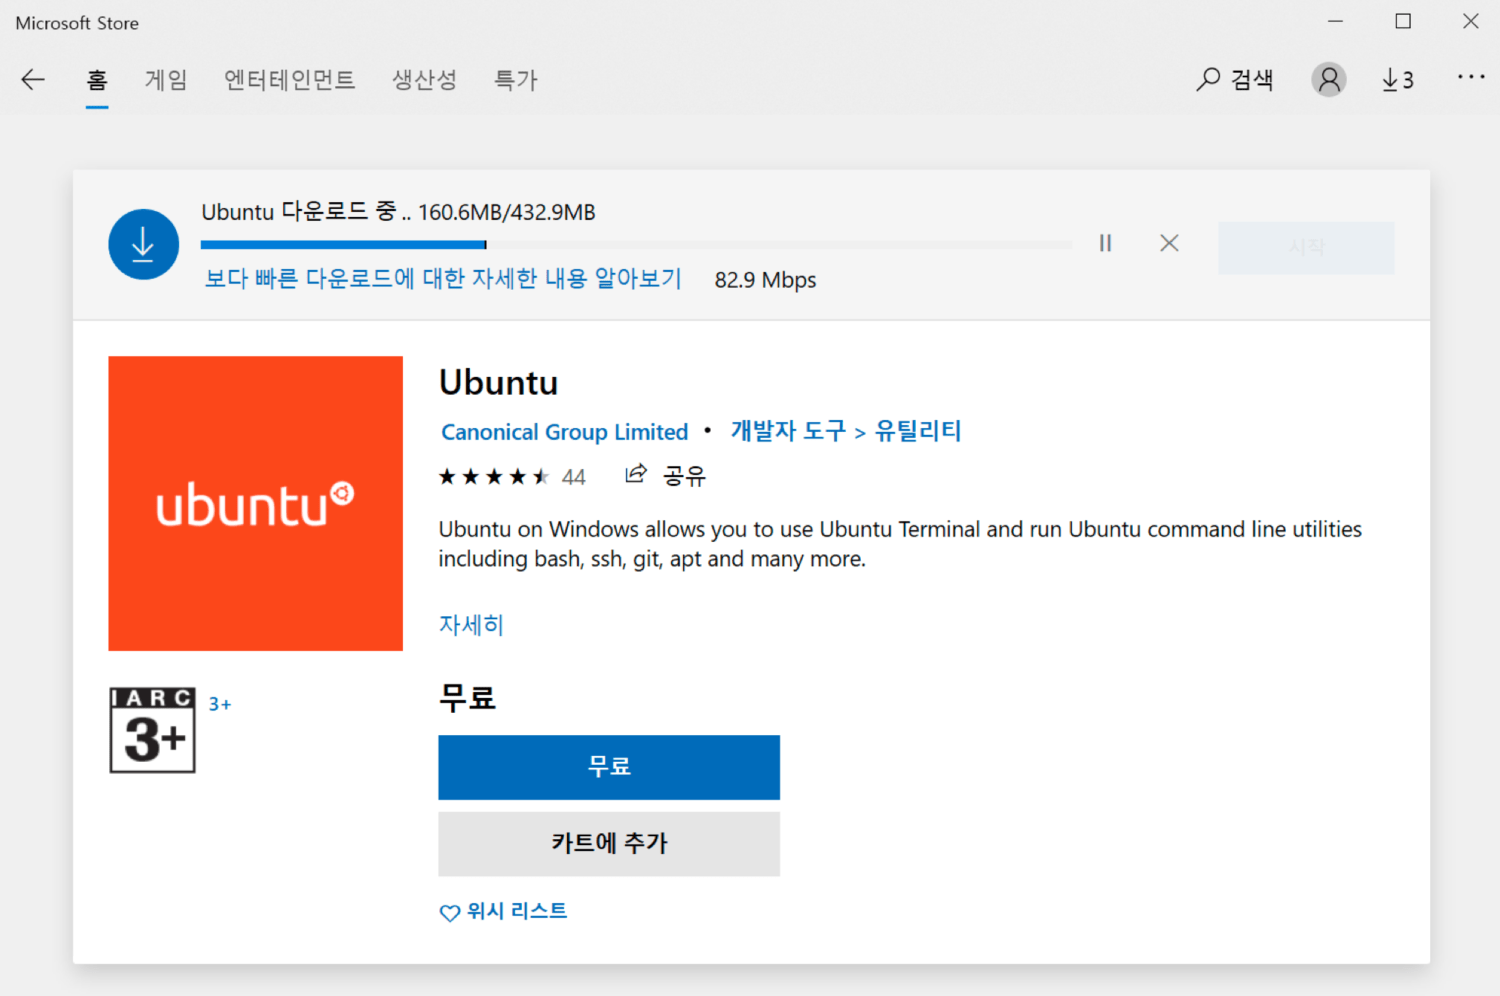 Microsoft Store
홈 게임 엔터테인먼트 생산성 특가 검색 3
Ubuntu 다운로드 중.. 160.6MB/432.9MB
시작
보다 빠른 다운로드에 대한 자세한 내용 알아보기 82.9 Mbps
ubuntu
Ubuntu
Canonical Group Limited • 개발자 도구 > 유틸리티
44 공유
Ubuntu on Windows allows you to use Ubuntu Terminal and run Ubuntu command line utilities
including bash, ssh, git, apt and many more.
자세히
IARC
3+
3+
무료
무료
카트에 추가
위시 리스트